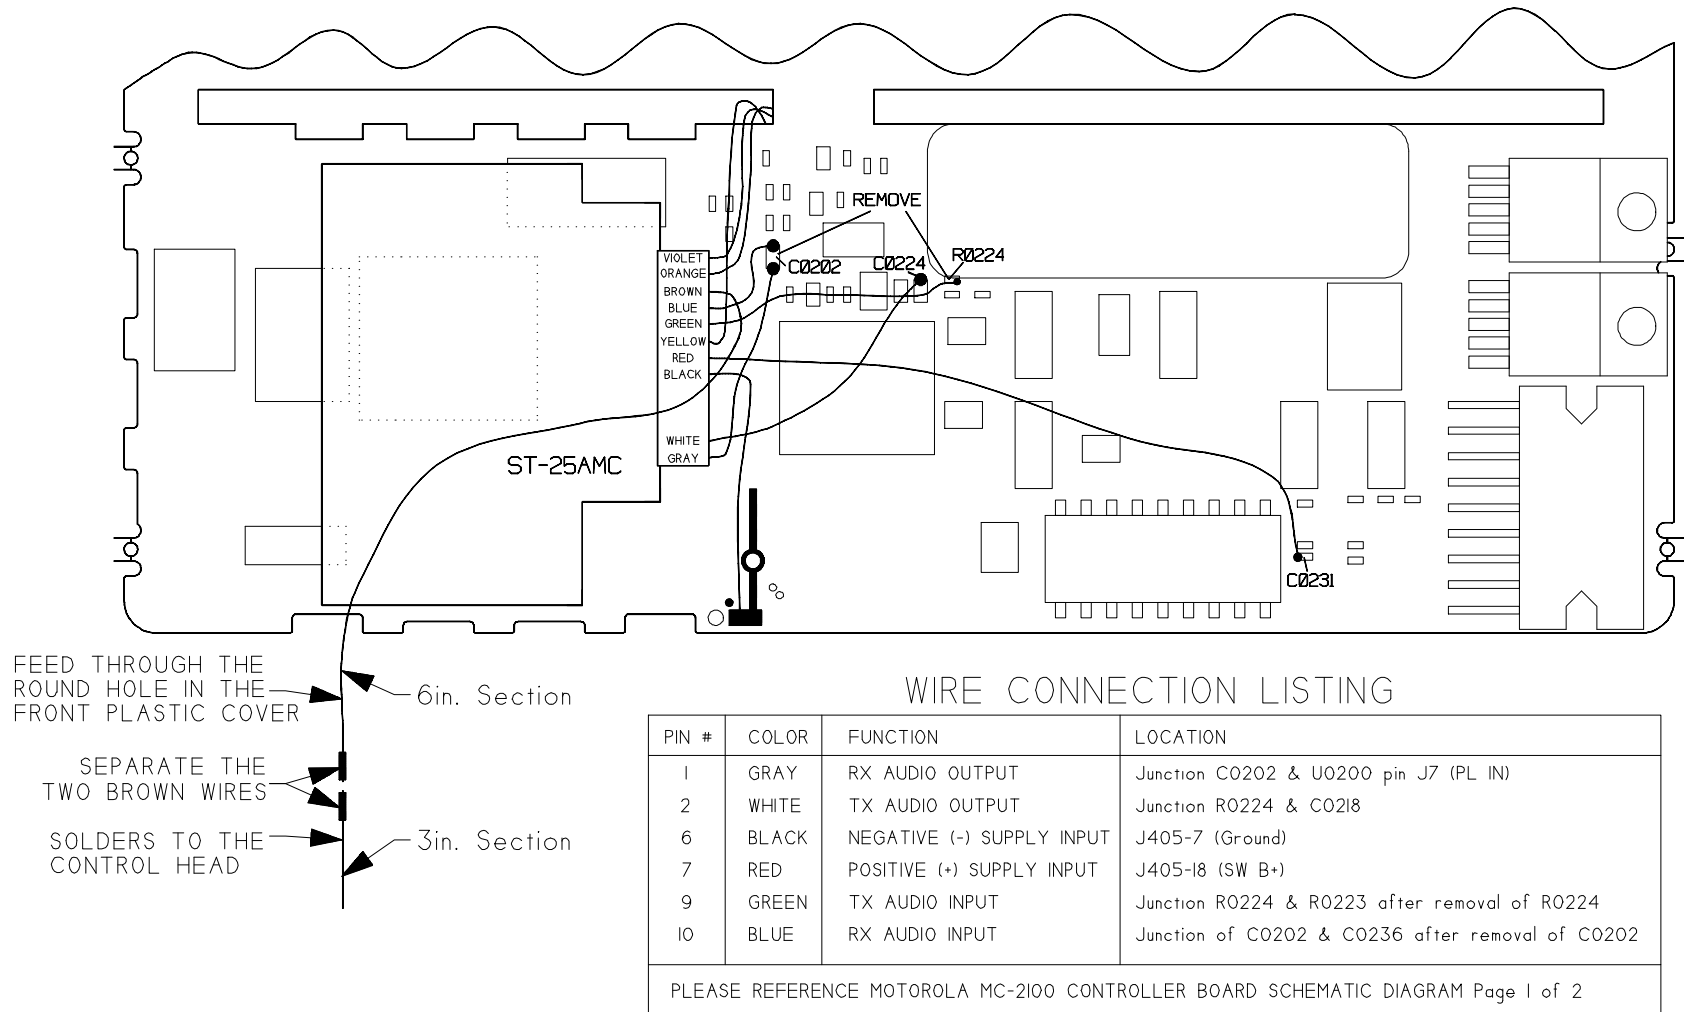 REMOVE
VIOLET
ORANGE
BROWN
BLUE
GREEN
YELLOW
RED
BLACK
WHITE
GRAY
C0202
C0224
R0224
ST-25AMC
C0231
FEED THROUGH THE
ROUND HOLE IN THE
FRONT PLASTIC COVER
6in. Section
SEPARATE THE
TWO BROWN WIRES
SOLDERS TO THE
CONTROL HEAD
3in. Section
WIRE CONNECTION LISTING
PIN # COLOR FUNCTION LOCATION
1 GRAY RX AUDIO OUTPUT Junction C0202 & U0200 pin J7 (PL IN)
2 WHITE TX AUDIO OUTPUT Junction R0224 & C0218
6 BLACK NEGATIVE (-) SUPPLY INPUT J405-7 (Ground)
7 RED POSITIVE (+) SUPPLY INPUT J405-18 (SW B+)
9 GREEN TX AUDIO INPUT Junction R0224 & R0223 after removal of R0224
10 BLUE RX AUDIO INPUT Junction of C0202 & C0236 after removal of C0202
PLEASE REFERENCE MOTOROLA MC-2100 CONTROLLER BOARD SCHEMATIC DIAGRAM Page 1 of 2